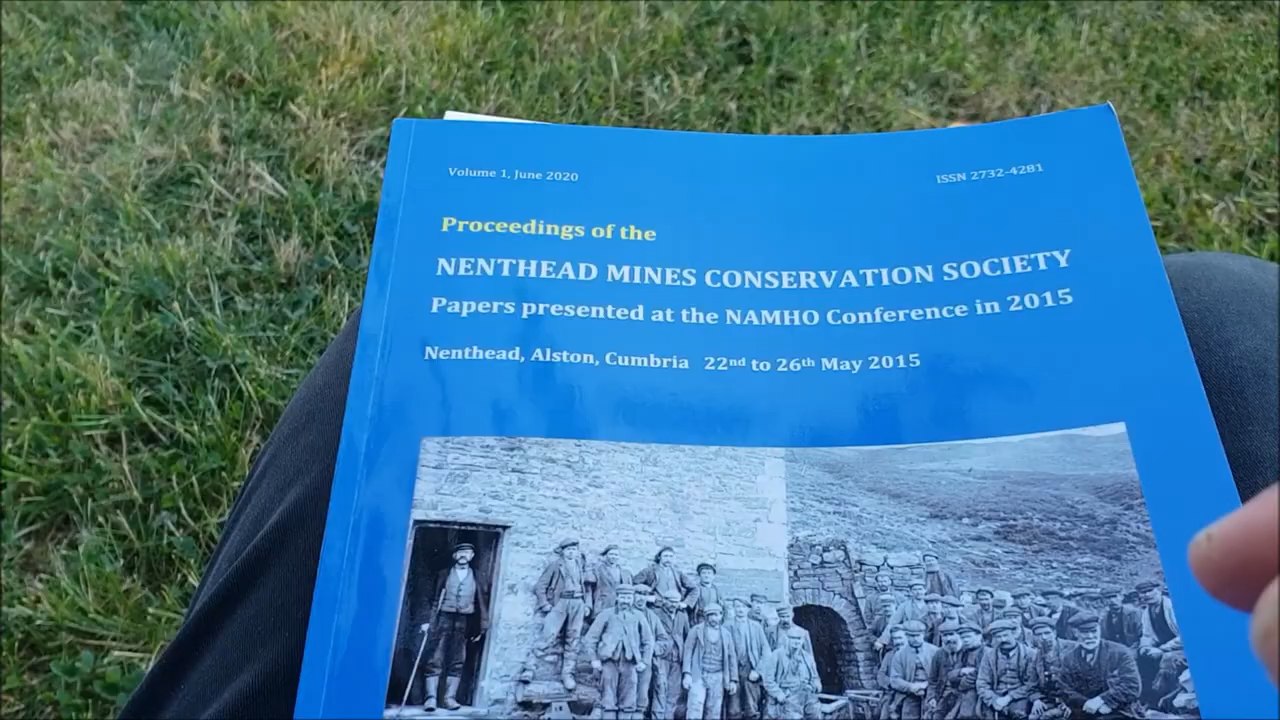 Volume 1, June 2020
ISSN 2732-4281
Proceedings of the
NENTHEAD MINES CONSERVATION SOCIETY
Papers presented at the NAMHO Conference in 2015
Nenthead, Alston, Cumbria 22nd to 26th May 2015